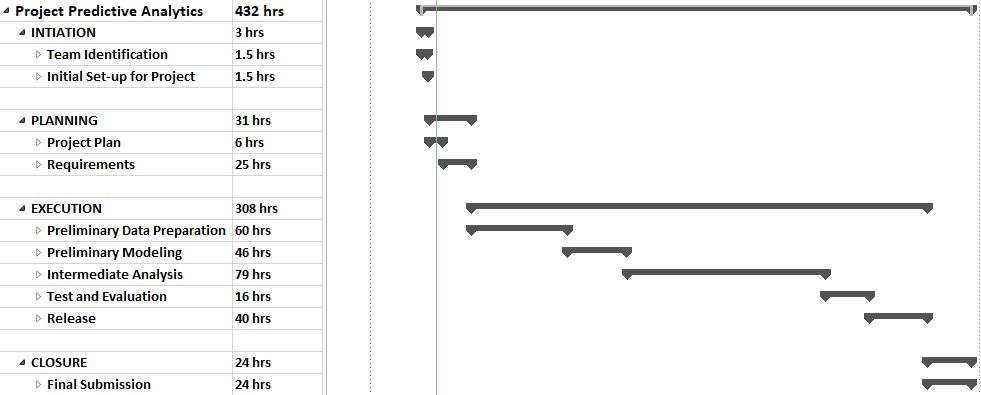 Project Predictive Analytics 432 hrs
INTIATION 3 hrs
Team Identification 1.5 hrs
Initial Set-up for Project 1.5 hrs
PLANNING 31 hrs
Project Plan 6 hrs
Requirements 25 hrs
EXECUTION 308 hrs
Preliminary Data Preparation 60 hrs
Preliminary Modeling 46 hrs
Intermediate Analysis 79 hrs
Test and Evaluation 16 hrs
Release 40 hrs
CLOSURE 24 hrs
Final Submission 24 hrs